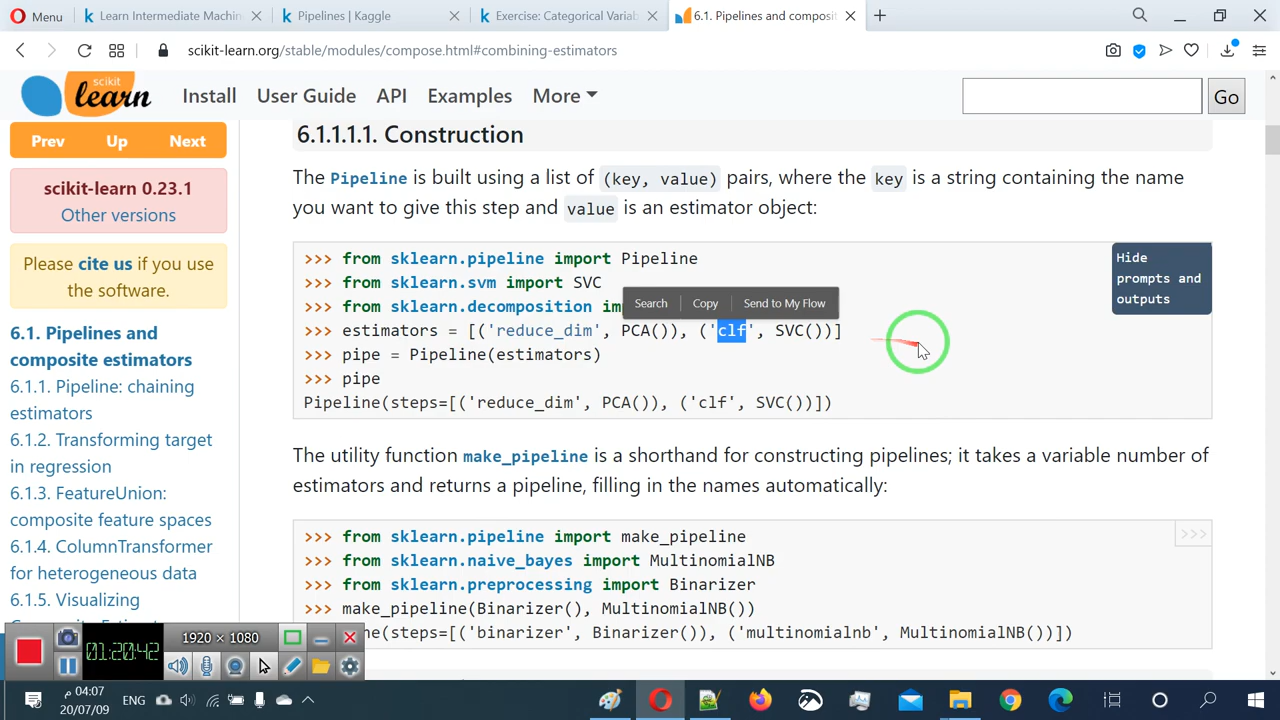 Menu
Learn Intermediate Machin
Pipelines | Kaggle
Exercise: Categorical Variab
6.1. Pipelines and composit
scikit-learn.org/stable/modules/compose.html#combining-estimators
scikit
learn
Install
User Guide
API
Examples
More
Go
Prev
Up
Next
scikit-learn 0.23.1
Other versions
Please cite us if you use
the software.
6.1. Pipelines and
composite estimators
6.1.1. Pipeline: chaining
estimators
6.1.2. Transforming target
in regression
6.1.3. FeatureUnion:
composite feature spaces
6.1.4. ColumnTransformer
for heterogeneous data
6.1.5. Visualizing
6.1.1.1.1. Construction
The Pipeline is built using a list of (key, value) pairs, where the key is a string containing the name
you want to give this step and value is an estimator object:
>>> from sklearn.pipeline import Pipeline
>>> from sklearn.svm import SVC
>>> from sklearn.decomposition im
>>> estimators = [('reduce_dim', PCA()), ('clf', SVC())]
>>> pipe = Pipeline(estimators)
>>> pipe
Pipeline(steps=[('reduce_dim', PCA()), ('clf', SVC())])
Search
Copy
Send to My Flow
Hide
prompts and
outputs
The utility function make_pipeline is a shorthand for constructing pipelines; it takes a variable number of
estimators and returns a pipeline, filling in the names automatically:
>>>
>>> from sklearn.pipeline import make_pipeline
>>> from sklearn.naive_bayes import MultinomialNB
>>> from sklearn.preprocessing import Binarizer
>>> make_pipeline(Binarizer(), MultinomialNB())
ne(steps=[('binarizer', Binarizer()), ('multinomialnb', MultinomialNB())])
01:20:42
1920 × 1080
ENG
04:07 م
20/07/09